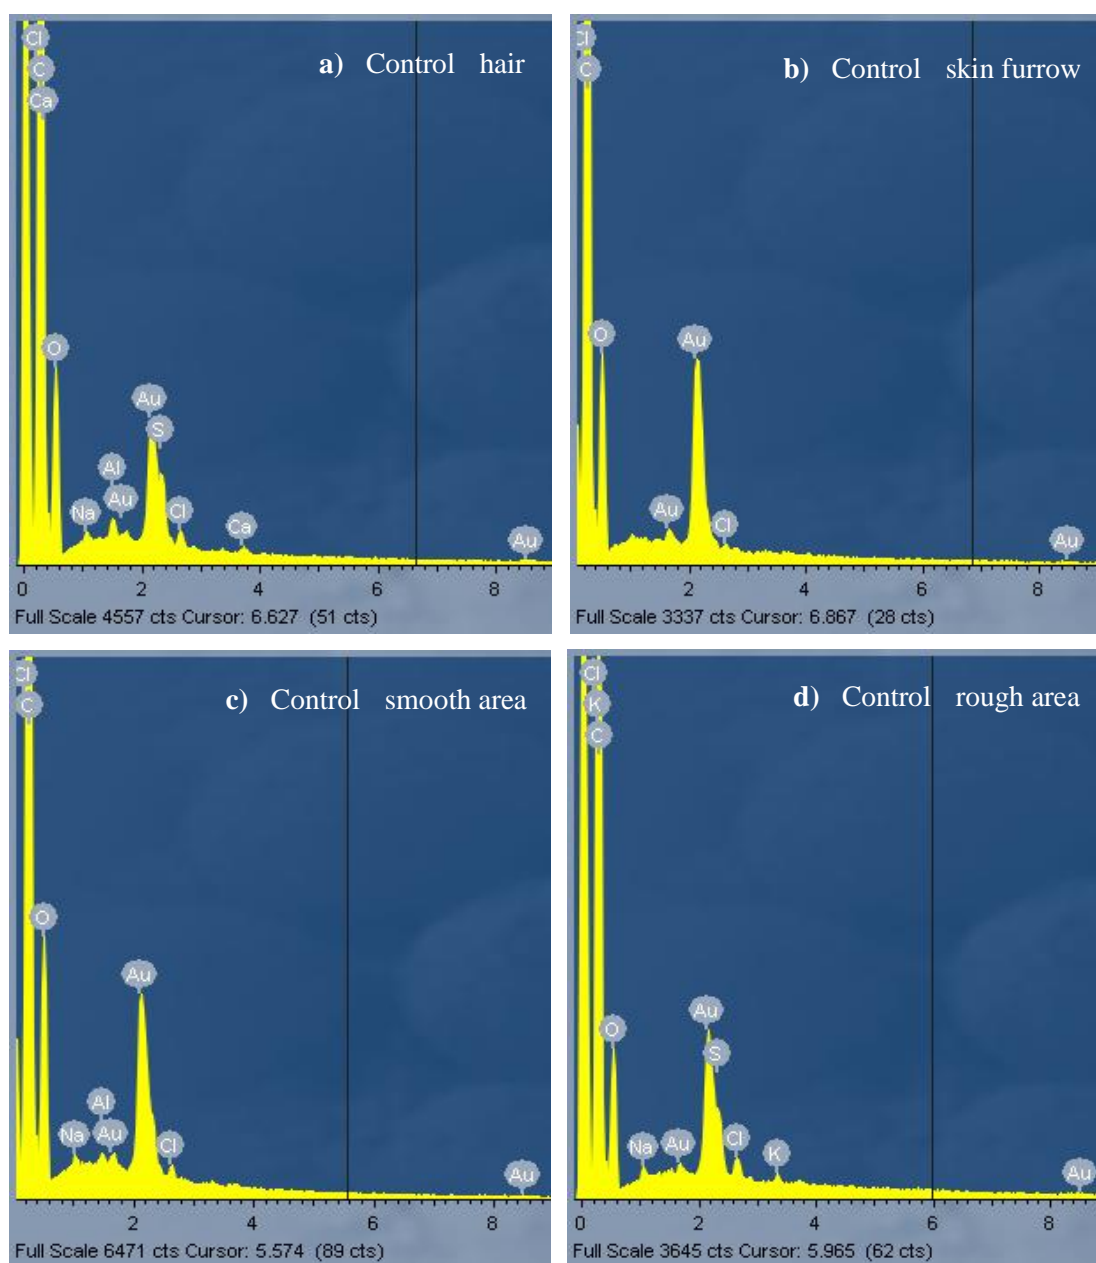 a) Control hair
Cl
C
Ca
O
Au
S
Al
Au
Na
Cl
Ca
Au
0 2 4 6 8
Full Scale 4557 cts Cursor: 6.627 (51 cts)
b) Control skin furrow
Cl
C
O
Au
Au
Cl
Au
2 4 6 8
Full Scale 3337 cts Cursor: 6.867 (28 cts)
c) Control smooth area
Cl
C
O
Au
Al
Na
Au
Cl
Au
2 4 6 8
Full Scale 6471 cts Cursor: 5.574 (89 cts)
d) Control rough area
Cl
K
C
O
Au
S
Na
Au
Cl
K
Au
0 2 4 6 8
Full Scale 3645 cts Cursor: 5.965 (62 cts)